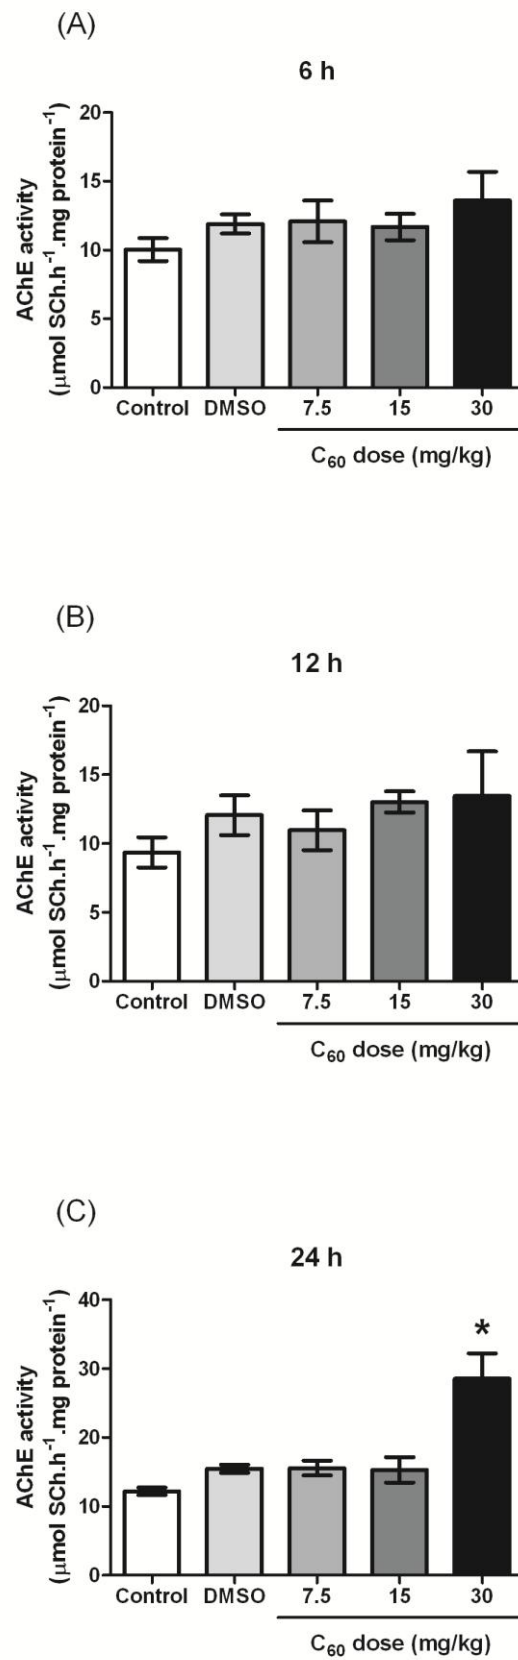 (A)
6 h
AChE activity
(μmol SCh.h⁻¹.mg protein⁻¹)
20
15
10
5
0
Control DMSO 7.5 15 30
C₆₀ dose (mg/kg)
(B)
12 h
AChE activity
(μmol SCh.h⁻¹.mg protein⁻¹)
20
15
10
5
0
Control DMSO 7.5 15 30
C₆₀ dose (mg/kg)
(C)
24 h
AChE activity
(μmol SCh.h⁻¹.mg protein⁻¹)
40
30
20
10
0
*
Control DMSO 7.5 15 30
C₆₀ dose (mg/kg)